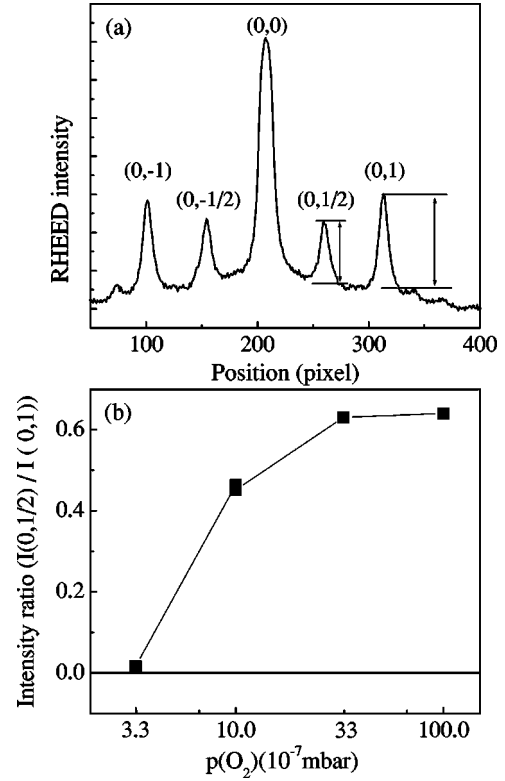 (a)
(0,0)
(0,-1)
(0,-1/2)
(0,1/2)
(0,1)
RHEED intensity
100 200 300 400
Position (pixel)
(b)
0.6
0.4
0.2
0.0
Intensity ratio (I(0,1/2) / I ( 0,1))
3.3 10.0 33 100.0
p(O₂)(10⁻⁷mbar)